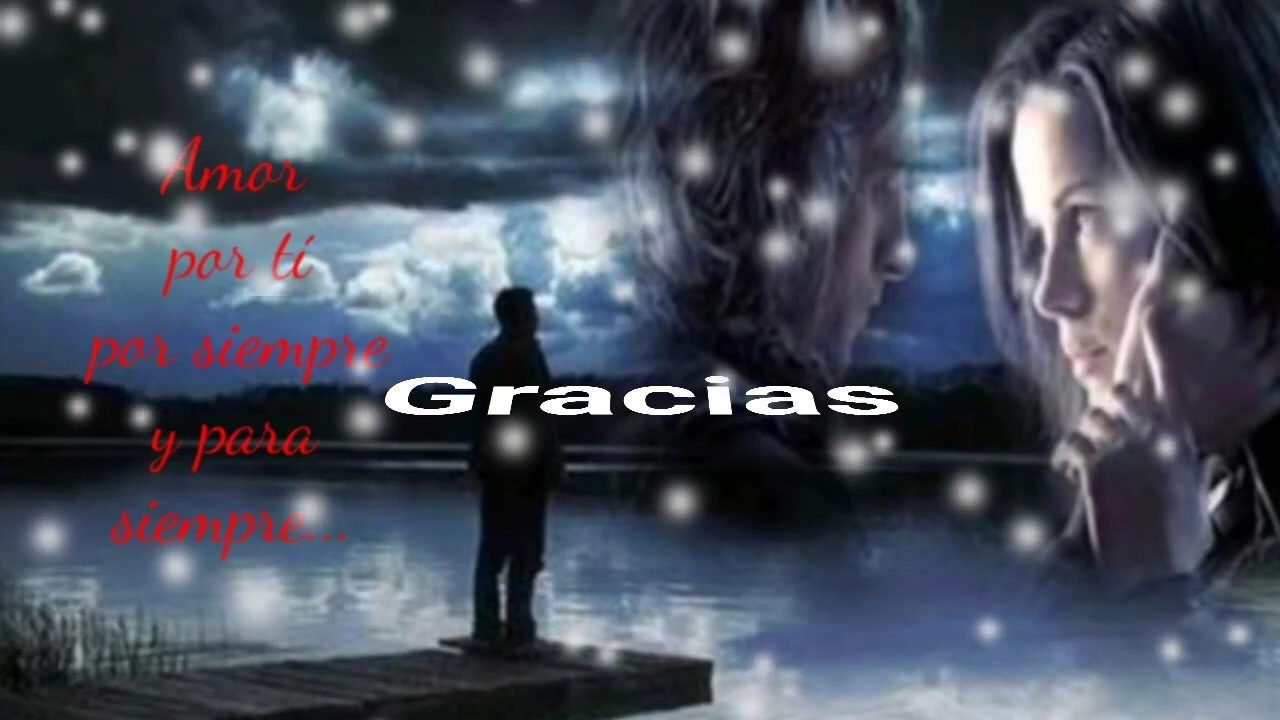 Amor
por tí
por siempre
y para
siempre...
Gracias